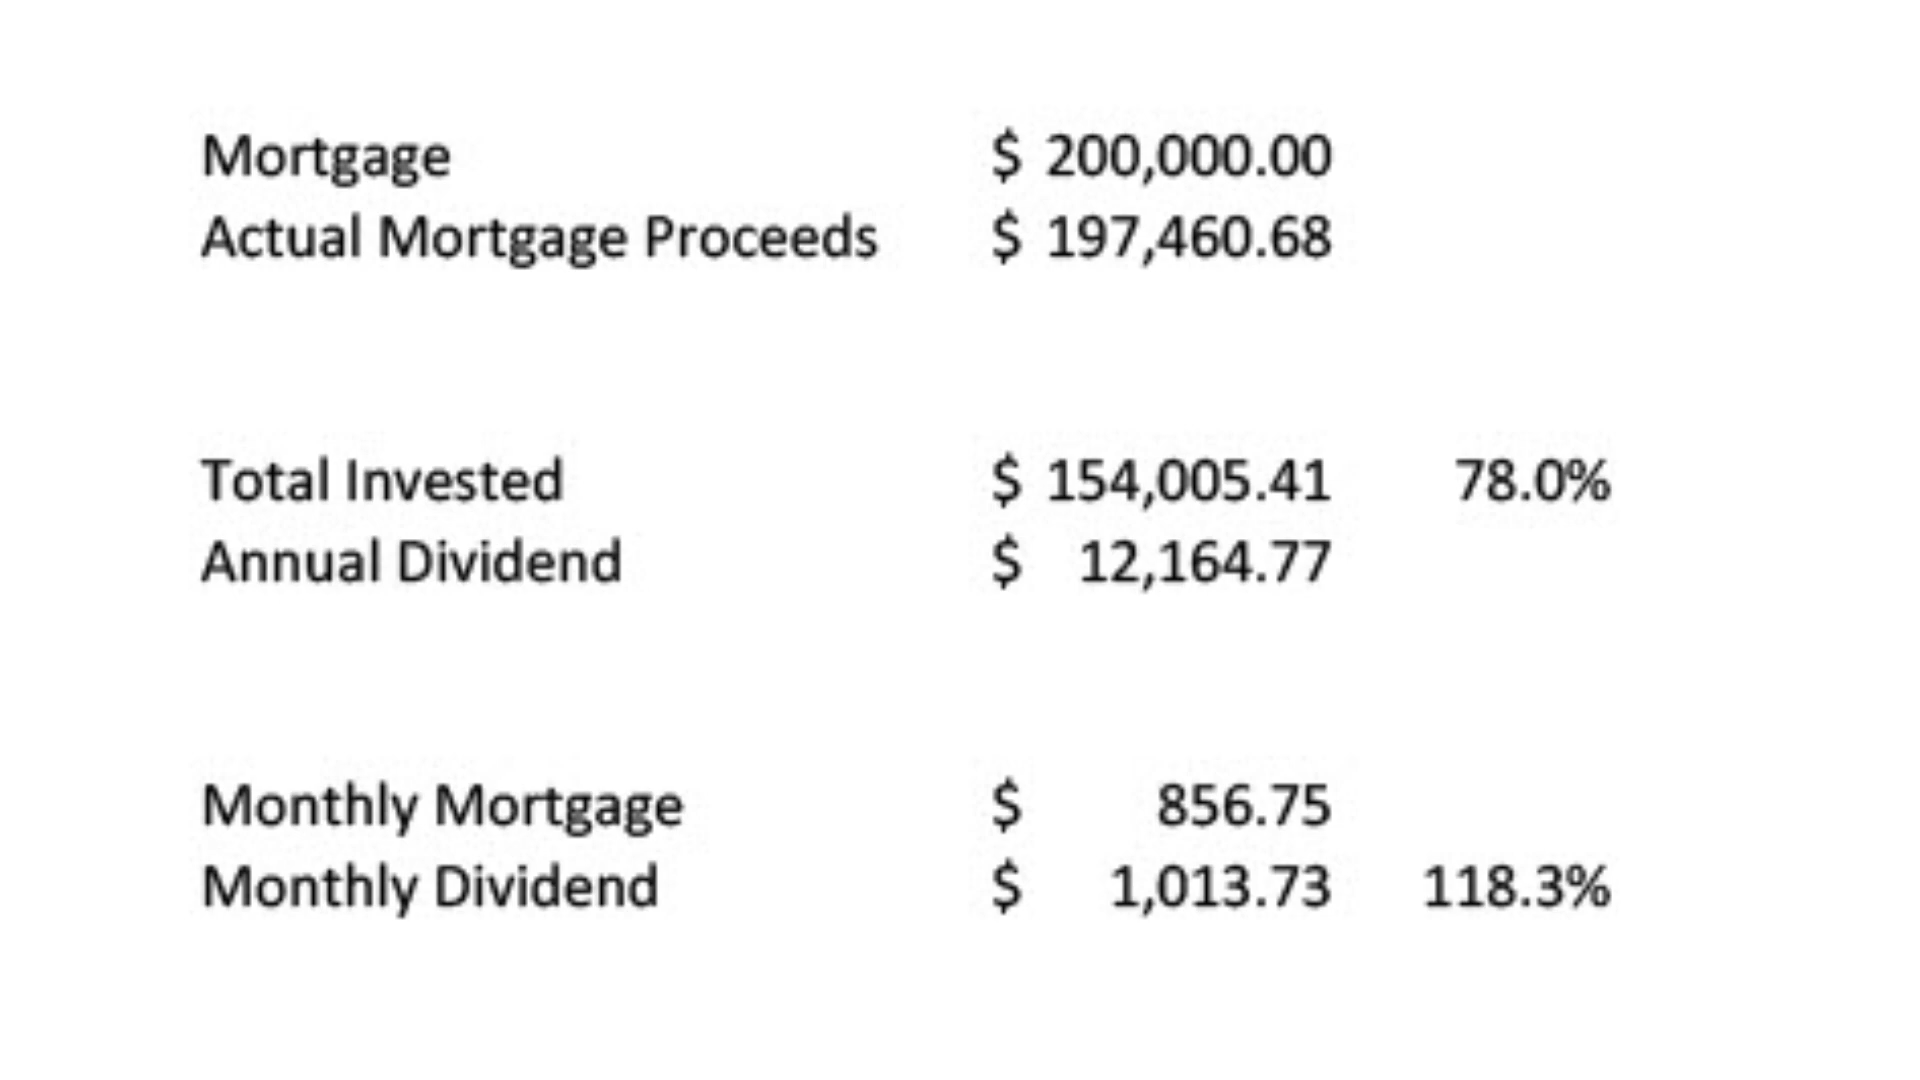 Mortgage $ 200,000.00
Actual Mortgage Proceeds $ 197,460.68
Total Invested $ 154,005.41 78.0%
Annual Dividend $ 12,164.77
Monthly Mortgage $ 856.75
Monthly Dividend $ 1,013.73 118.3%